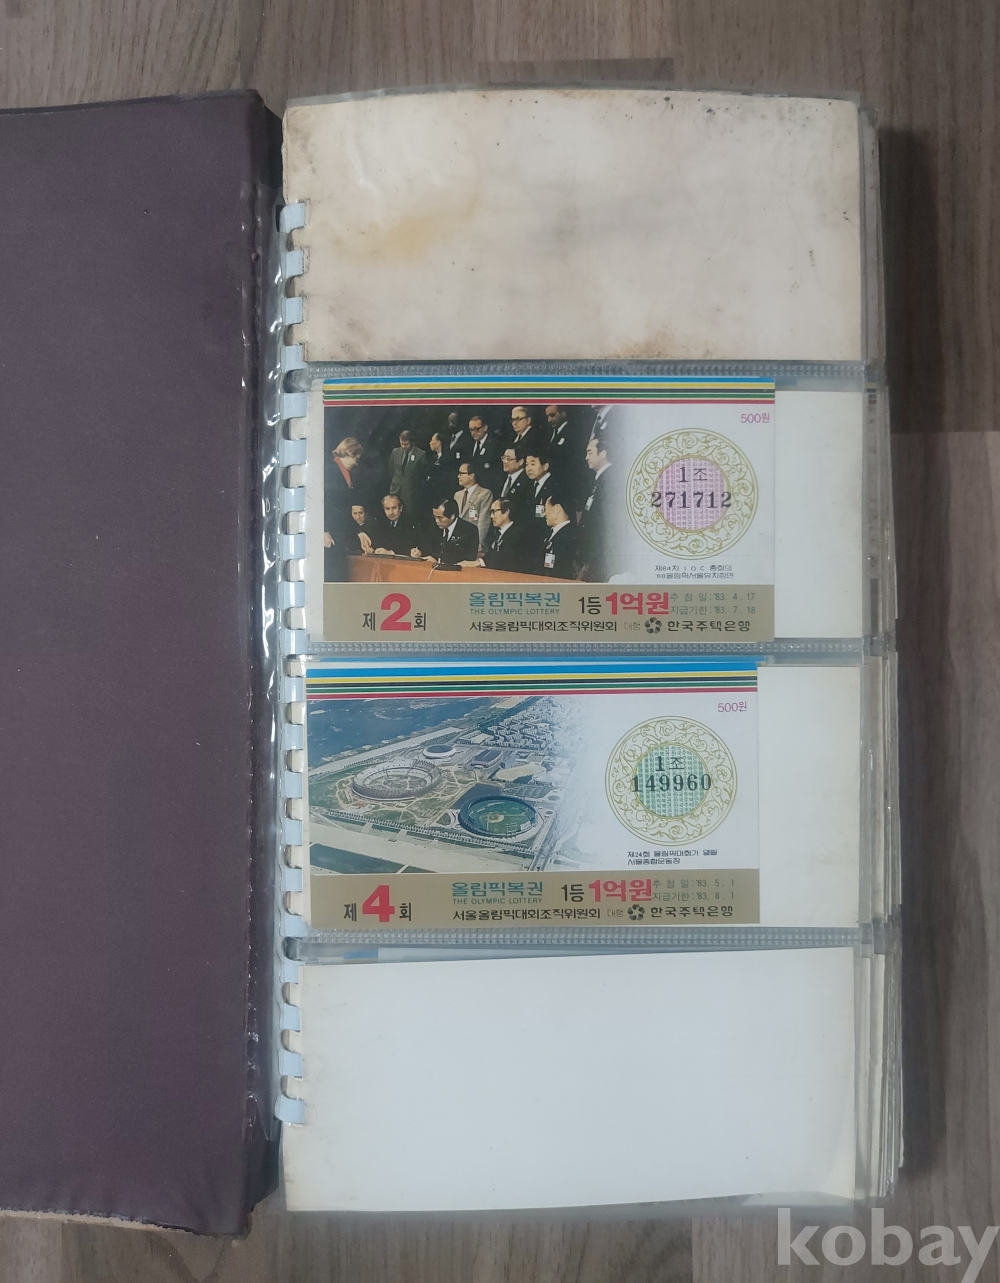 500원
1조
271712
제84차 I O C 총회의
'88올림픽서울유치장면
제2회
올림픽복권
THE OLYMPIC LOTTERY
1등 1억원
추 첨 일 : '83. 4. 17
지급기한 : '83. 7. 18
서울올림픽대회조직위원회 대행 한국주택은행
500원
1조
149960
제24회 올림픽대회가 열릴
서울종합운동장
제4회
올림픽복권
THE OLYMPIC LOTTERY
1등 1억원
추 첨 일 : '83. 5. 1
지급기한 : '83. 8. 1
서울올림픽대회조직위원회 대행 한국주택은행
kobay